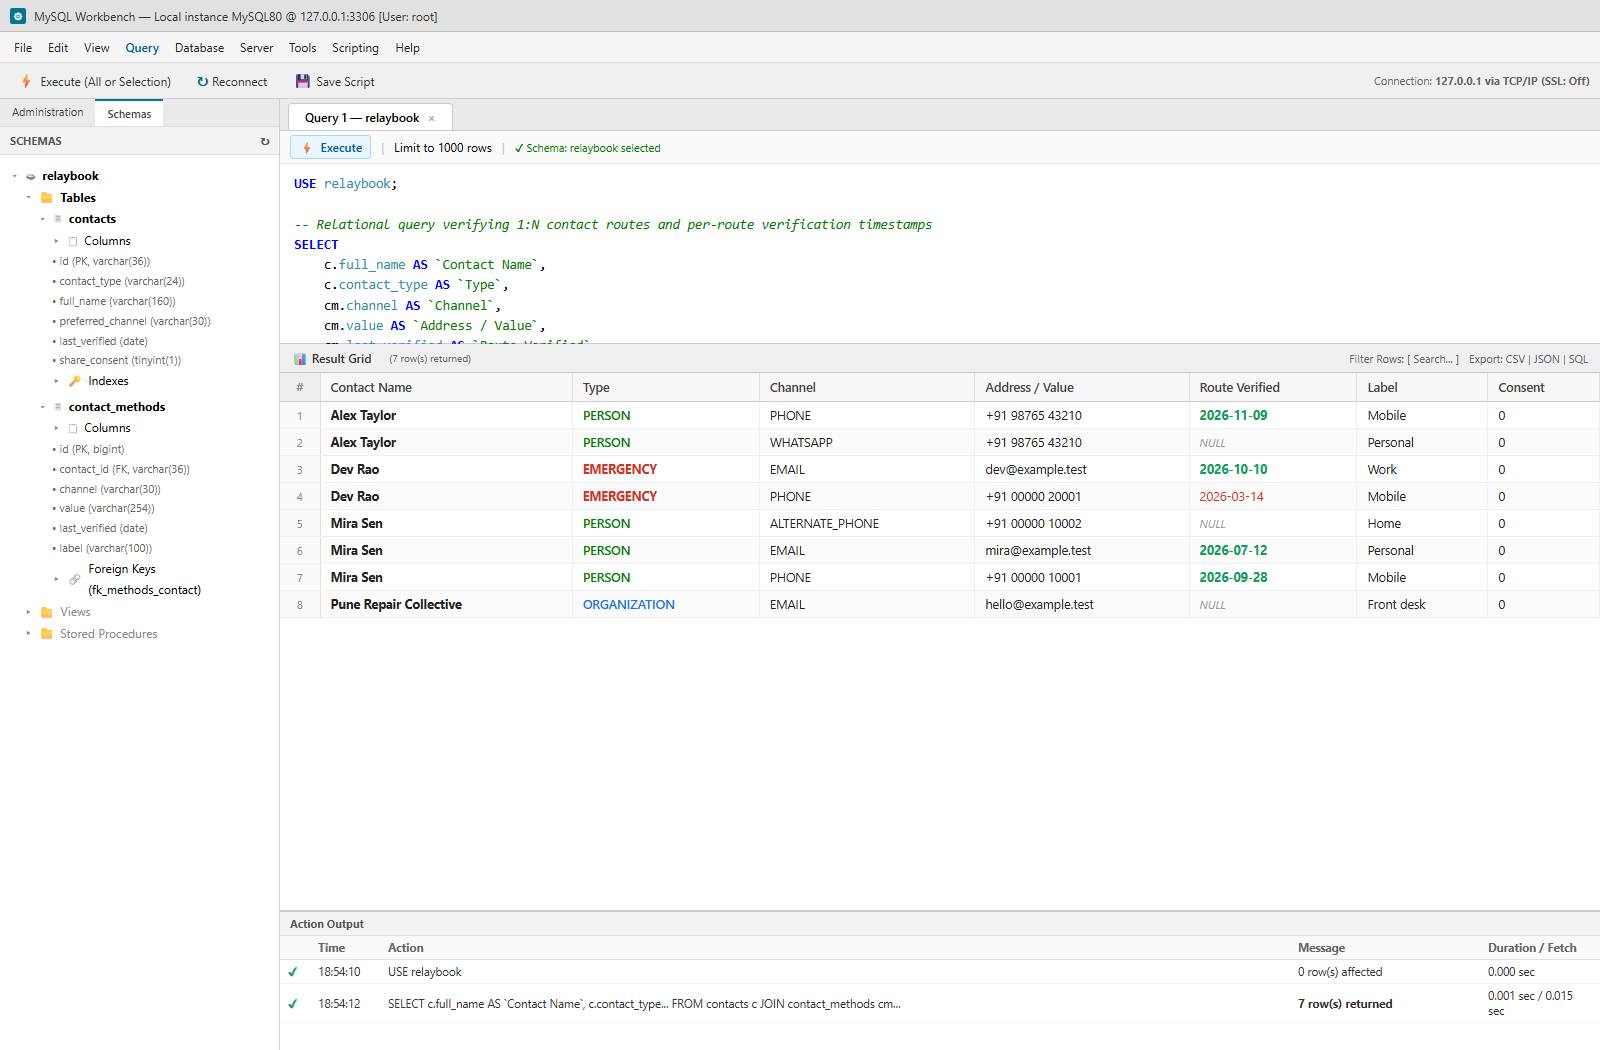 MySQL Workbench — Local instance MySQL80 @ 127.0.0.1:3306 [User: root]
File Edit View Query Database Server Tools Scripting Help
Execute (All or Selection) Reconnect Save Script Connection: 127.0.0.1 via TCP/IP (SSL: Off)
Administration Schemas
SCHEMAS
relaybook
Tables
contacts
Columns
• id (PK, varchar(36))
• contact_type (varchar(24))
• full_name (varchar(160))
• preferred_channel (varchar(30))
• last_verified (date)
• share_consent (tinyint(1))
Indexes
contact_methods
Columns
• id (PK, bigint)
• contact_id (FK, varchar(36))
• channel (varchar(30))
• value (varchar(254))
• last_verified (date)
• label (varchar(100))
Foreign Keys
(fk_methods_contact)
Views
Stored Procedures
Query 1 — relaybook ×
Execute | Limit to 1000 rows | ✓ Schema: relaybook selected
USE relaybook;
-- Relational query verifying 1:N contact routes and per-route verification timestamps
SELECT
c.full_name AS `Contact Name`,
c.contact_type AS `Type`,
cm.channel AS `Channel`,
cm.value AS `Address / Value`,
cm.last_verified AS `Route Verified`
Result Grid (7 row(s) returned) Filter Rows: [ Search... ] Export: CSV | JSON | SQL
# Contact Name Type Channel Address / Value Route Verified Label Consent
1 Alex Taylor PERSON PHONE +91 98765 43210 2026-11-09 Mobile 0
2 Alex Taylor PERSON WHATSAPP +91 98765 43210 NULL Personal 0
3 Dev Rao EMERGENCY EMAIL dev@example.test 2026-10-10 Work 0
4 Dev Rao EMERGENCY PHONE +91 00000 20001 2026-03-14 Mobile 0
5 Mira Sen PERSON ALTERNATE_PHONE +91 00000 10002 NULL Home 0
6 Mira Sen PERSON EMAIL mira@example.test 2026-07-12 Personal 0
7 Mira Sen PERSON PHONE +91 00000 10001 2026-09-28 Mobile 0
8 Pune Repair Collective ORGANIZATION EMAIL hello@example.test NULL Front desk 0
Action Output
Time Action Message Duration / Fetch
✓ 18:54:10 USE relaybook 0 row(s) affected 0.000 sec
✓ 18:54:12 SELECT c.full_name AS `Contact Name`, c.contact_type... FROM contacts c JOIN contact_methods cm... 7 row(s) returned 0.001 sec / 0.015
sec